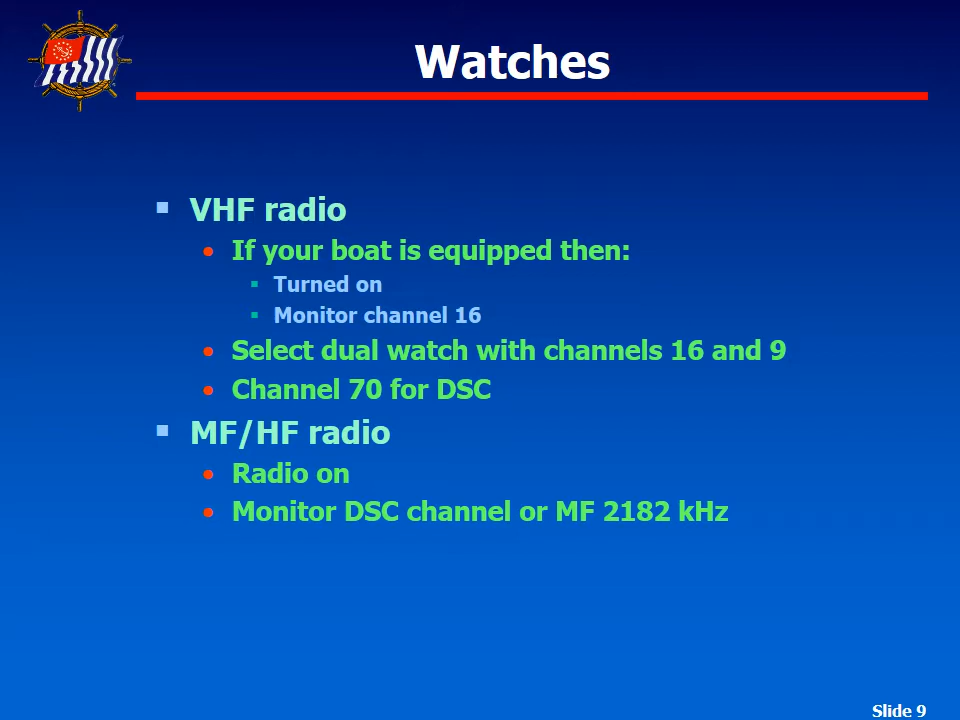 Watches
VHF radio
If your boat is equipped then:
Turned on
Monitor channel 16
Select dual watch with channels 16 and 9
Channel 70 for DSC
MF/HF radio
Radio on
Monitor DSC channel or MF 2182 kHz
Slide 9